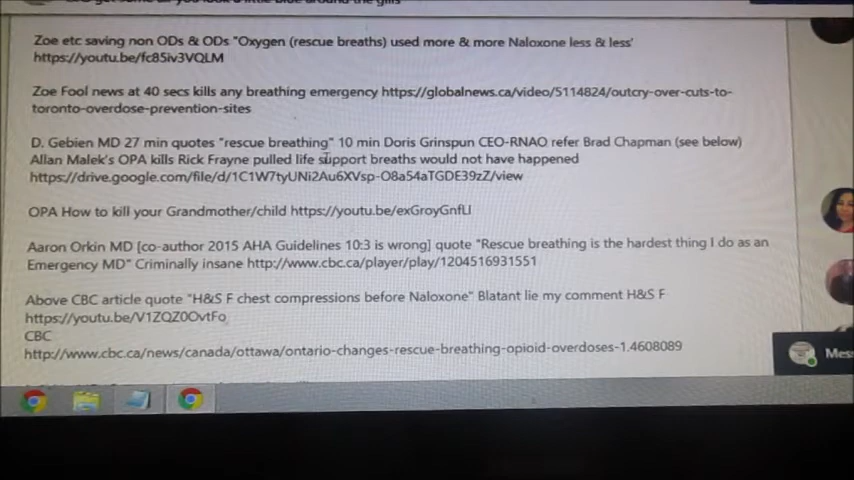 Zoe etc saving non ODs & ODs "Oxygen (rescue breaths) used more & more Naloxone less & less'
https://youtu.be/fc85iv3VQLM
Zoe Fool news at 40 secs kills any breathing emergency https://globalnews.ca/video/5114824/outcry-over-cuts-to-
toronto-overdose-prevention-sites
D. Gebien MD 27 min quotes "rescue breathing" 10 min Doris Grinspun CEO-RNAO refer Brad Chapman (see below)
Allan Malek's OPA kills Rick Frayne pulled life support breaths would not have happened
https://drive.google.com/file/d/1C1W7tyUNi2Au6XVsp-O8a54aTGDE39zZ/view
OPA How to kill your Grandmother/child https://youtu.be/exGroyGnfLI
Aaron Orkin MD [co-author 2015 AHA Guidelines 10:3 is wrong] quote "Rescue breathing is the hardest thing I do as an
Emergency MD" Criminally insane http://www.cbc.ca/player/play/1204516931551
Above CBC article quote "H&S F chest compressions before Naloxone" Blatant lie my comment H&S F
https://youtu.be/V1ZQZ0OvtFo
CBC
http://www.cbc.ca/news/canada/ottawa/ontario-changes-rescue-breathing-opioid-overdoses-1.4608089